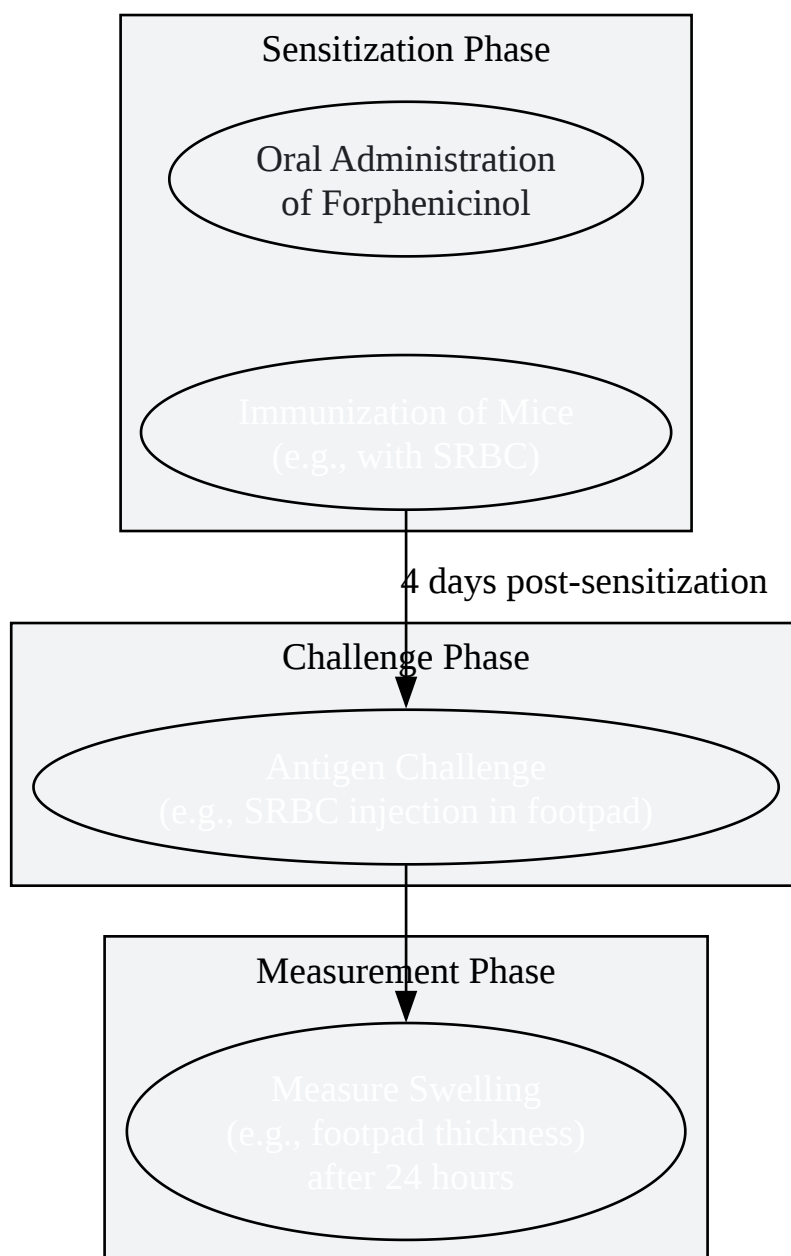 Sensitization Phase
Oral Administration
of Forphenicinol
Immunization of Mice
(e.g., with SRBC)
4 days post-sensitization
Challenge Phase
Antigen Challenge
(e.g., SRBC injection in footpad)
Measurement Phase
Measure Swelling
(e.g., footpad thickness)
after 24 hours